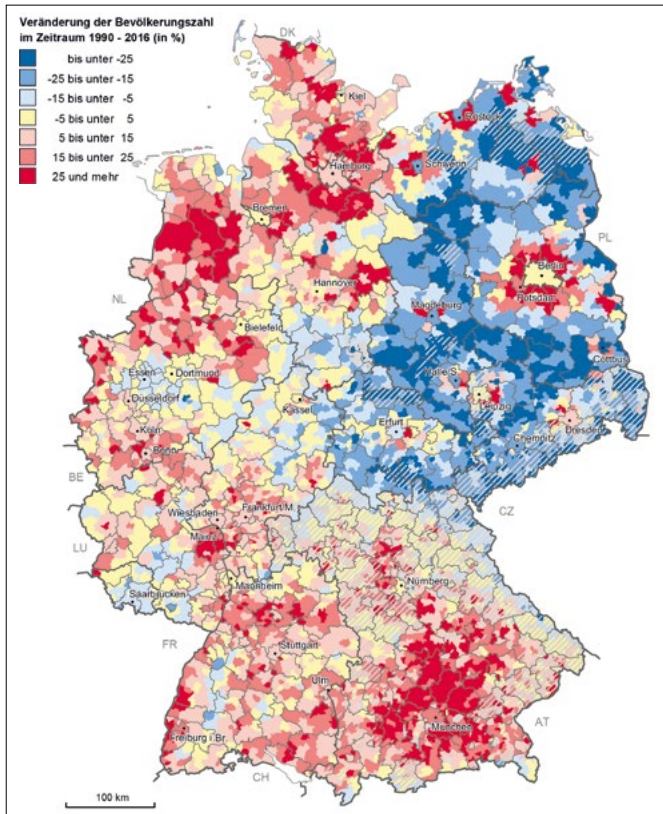 Veränderung der Bevölkerungszahl
im Zeitraum 1990 - 2016 (in %)
bis unter -25
-25 bis unter -15
-15 bis unter -5
-5 bis unter 5
5 bis unter 15
15 bis unter 25
25 und mehr
DK
Kiel
Rostock
Schwerin
Hamburg
Bremen
PL
Berlin
Potsdam
Hannover
NL
Magdeburg
Bielefeld
Cottbus
Essen
Dortmund
Halle S.
Düsseldorf
Kassel
Leipzig
Köln
Erfurt
Dresden
Chemnitz
Bonn
BE
CZ
Wiesbaden
Frankfurt/M.
Mainz
LU
Mannheim
Nürnberg
Saarbrücken
FR
Stuttgart
Ulm
AT
München
Freiburg i.Br.
CH
100 km